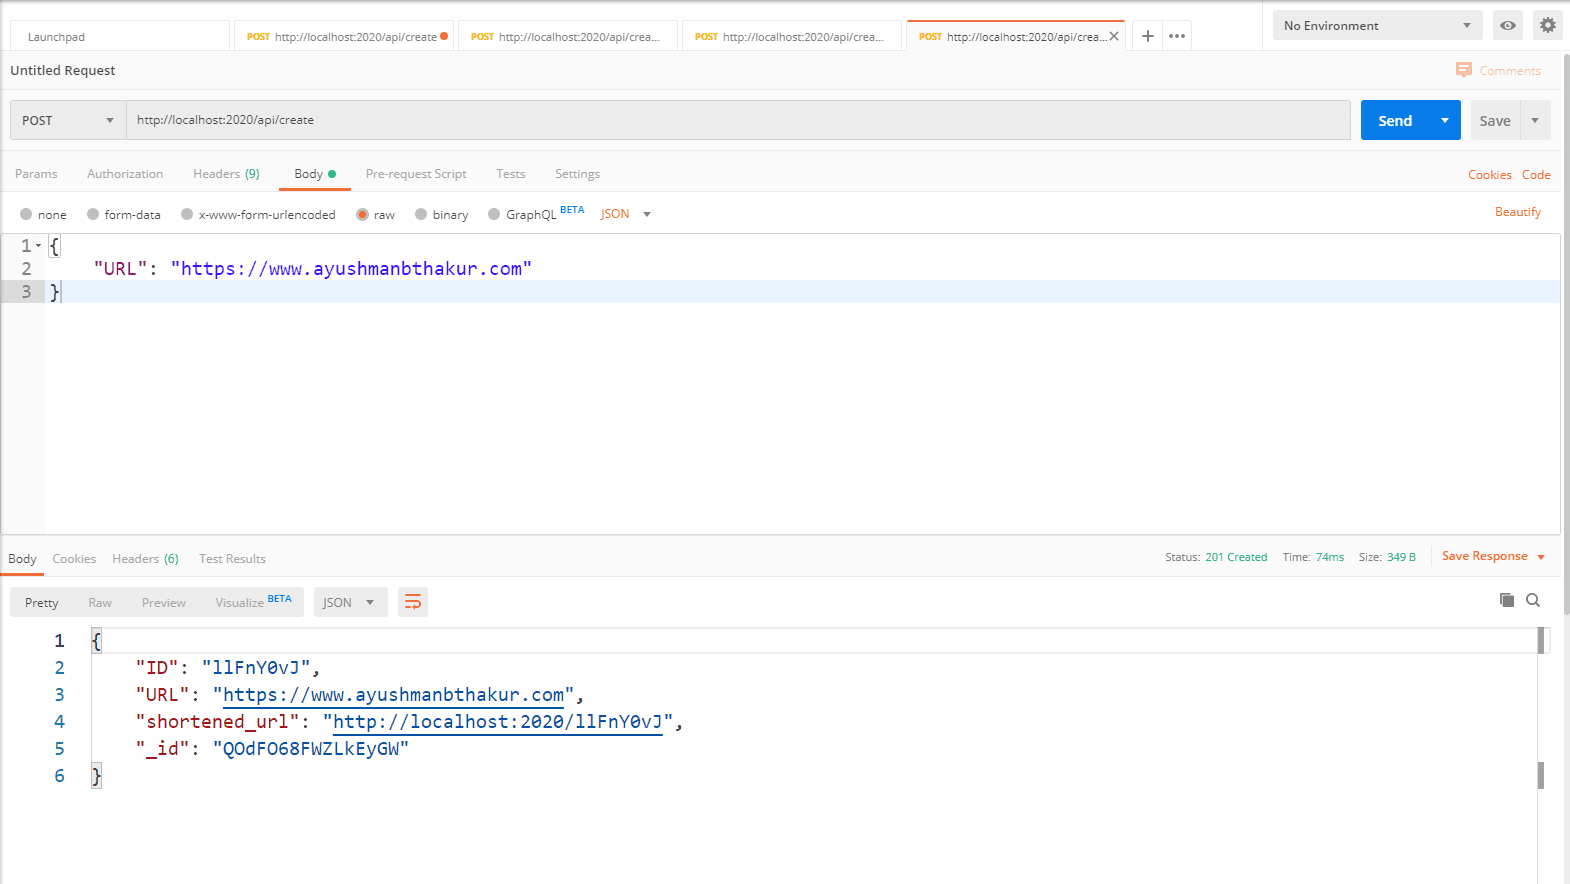 Launchpad
POST http://localhost:2020/api/create
POST http://localhost:2020/api/crea...
POST http://localhost:2020/api/crea...
POST http://localhost:2020/api/crea...
No Environment
Untitled Request
Comments
POST
http://localhost:2020/api/create
Send
Save
Params Authorization Headers (9) Body Pre-request Script Tests Settings
Cookies Code
none form-data x-www-form-urlencoded raw binary GraphQL BETA JSON
Beautify
1 {
2 "URL": "https://www.ayushmanbthakur.com"
3 }
Body Cookies Headers (6) Test Results
Status: 201 Created Time: 74ms Size: 349 B Save Response
Pretty Raw Preview Visualize BETA JSON
1 {
2 "ID": "llFnY0vJ",
3 "URL": "https://www.ayushmanbthakur.com",
4 "shortened_url": "http://localhost:2020/llFnY0vJ",
5 "_id": "QOdFO68FWZLkEyGW"
6 }